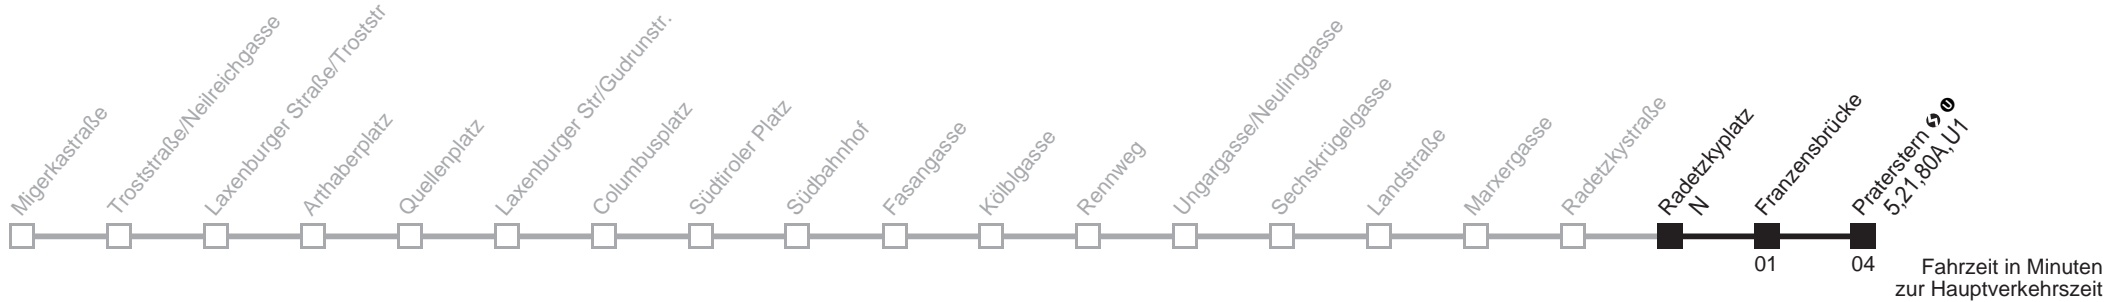 Migerkastraße
Troststraße/Neilreichgasse
Laxenburger Straße/Troststr
Arthaberplatz
Quellenplatz
Laxenburger Str/Gudrunstr.
Columbusplatz
Südtiroler Platz
Südbahnhof
Fasangasse
Kölblgasse
Rennweg
Ungargasse/Neulinggasse
Sechskrügelgasse
Landstraße
Marxergasse
Radetzkystraße
Radetzkyplatz
N
Franzensbrücke
Praterstern S U
5,21,80A,U1
01
04
Fahrzeit in Minuten
zur Hauptverkehrszeit